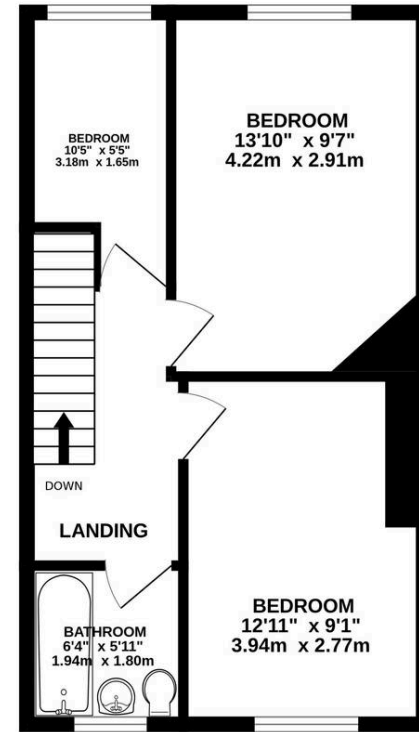 BEDROOM
13'10" x 9'7"
4.22m x 2.91m
BEDROOM
10'5" x 5'5"
3.18m x 1.65m
DOWN
LANDING
BEDROOM
12'11" x 9'1"
3.94m x 2.77m
BATHROOM
6'4" x 5'11"
1.94m x 1.80m